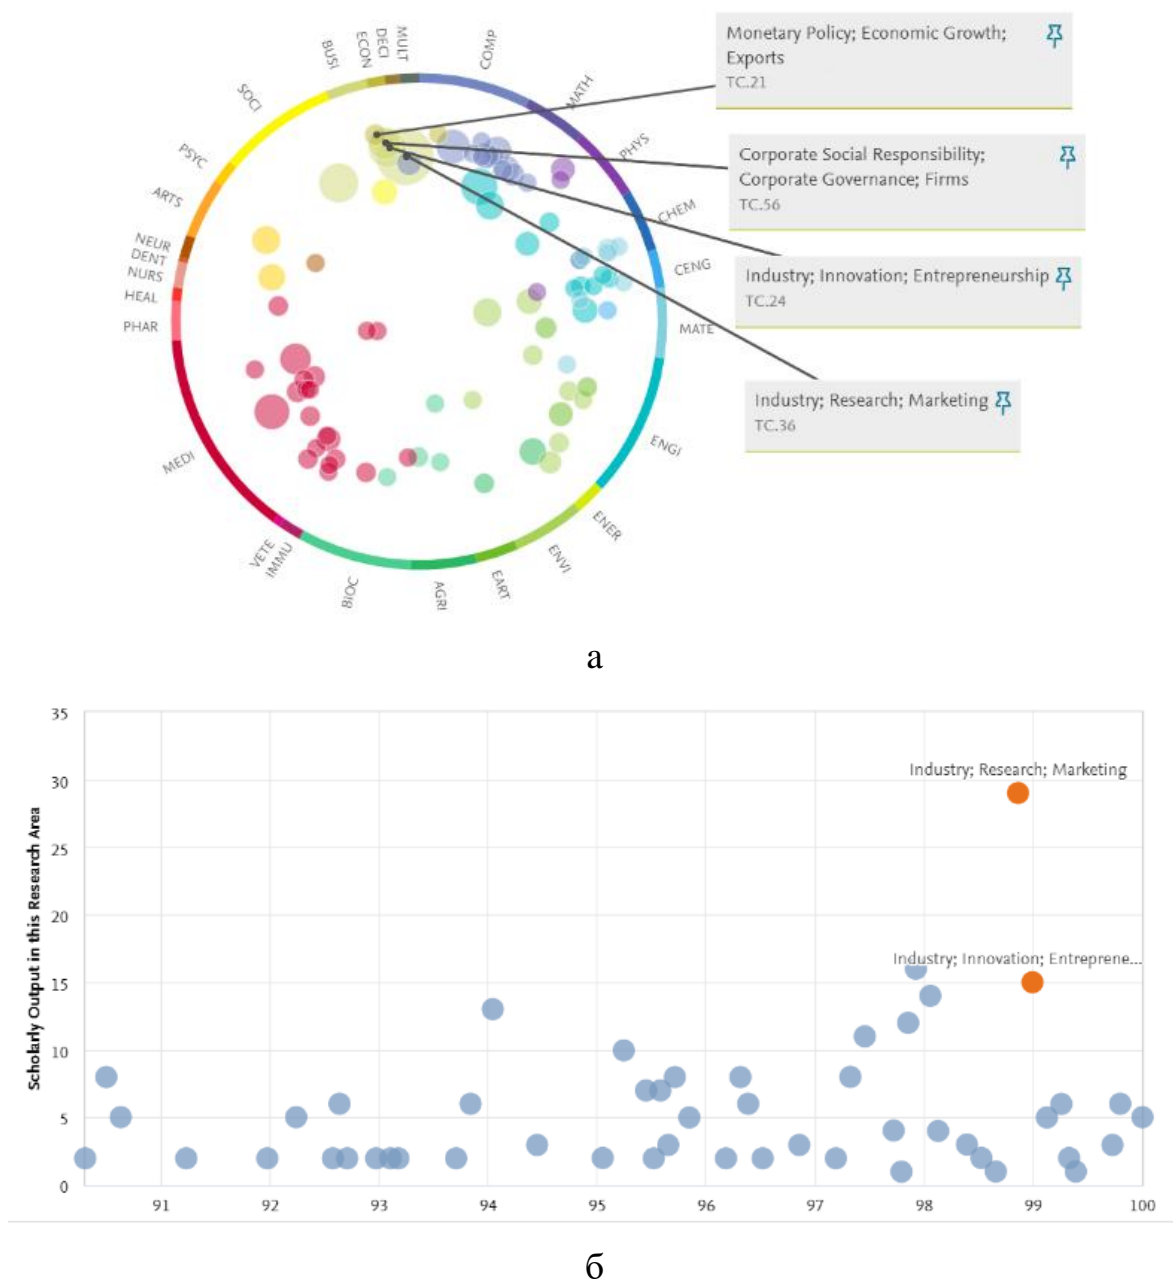 Monetary Policy; Economic Growth;
Exports
TC.21
Corporate Social Responsibility;
Corporate Governance; Firms
TC.56
Industry; Innovation; Entrepreneurship
TC.24
Industry; Research; Marketing
TC.36
MULT
DECI
ECON
BUSI
SOCI
PSYC
ARTS
NEUR
DENT
NURS
HEAL
PHAR
MEDI
VETE
IMMU
BIOC
AGRI
EART
ENVI
ENER
ENGI
MATE
CENG
CHEM
PHYS
MATH
COMP
а
Scholarly Output in this Research Area
35
30
25
20
15
10
5
0
Industry; Research; Marketing
Industry; Innovation; Entreprene...
91 92 93 94 95 96 97 98 99 100
б